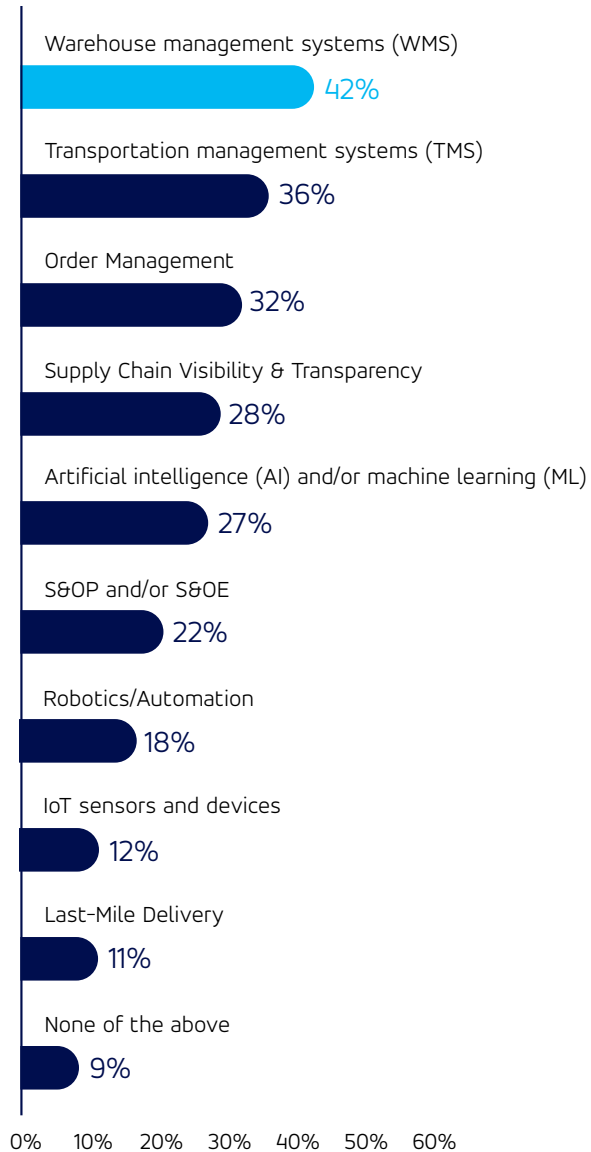 Warehouse management systems (WMS)
42%
Transportation management systems (TMS)
36%
Order Management
32%
Supply Chain Visibility & Transparency
28%
Artificial intelligence (AI) and/or machine learning (ML)
27%
S&OP and/or S&OE
22%
Robotics/Automation
18%
IoT sensors and devices
12%
Last-Mile Delivery
11%
None of the above
9%
0% 10% 20% 30% 40% 50% 60%